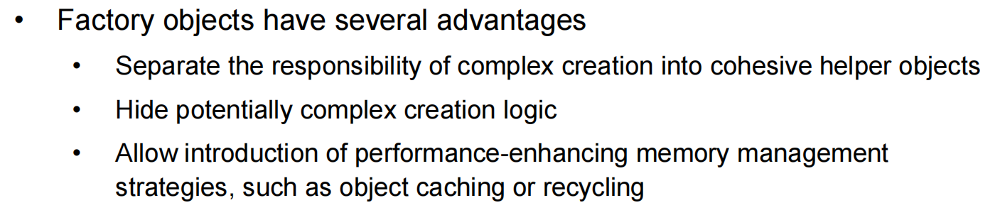 • Factory objects have several advantages
• Separate the responsibility of complex creation into cohesive helper objects
• Hide potentially complex creation logic
• Allow introduction of performance-enhancing memory management
strategies, such as object caching or recycling